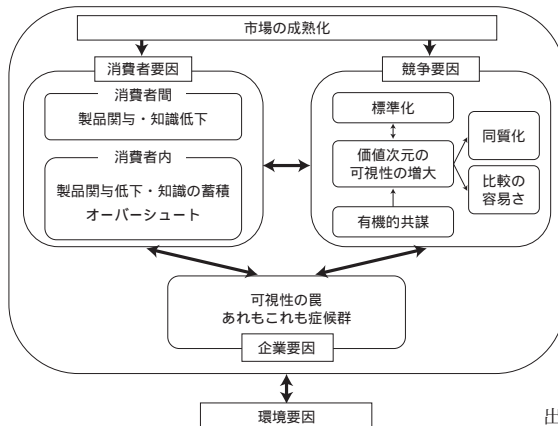 市場の成熟化
消費者要因
消費者間
製品関与・知識低下
消費者内
製品関与低下・知識の蓄積
オーバーシュート
競争要因
標準化
価値次元の
可視性の増大
有機的共謀
同質化
比較の
容易さ
可視性の罠
あれもこれも症候群
企業要因
環境要因
出